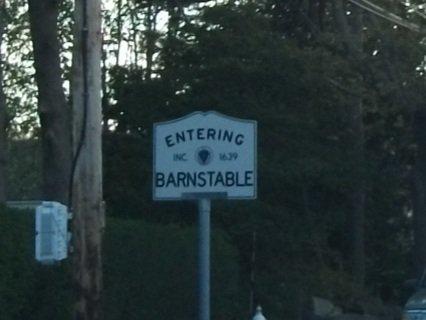 ENTERING
INC. 1639
BARNSTABLE